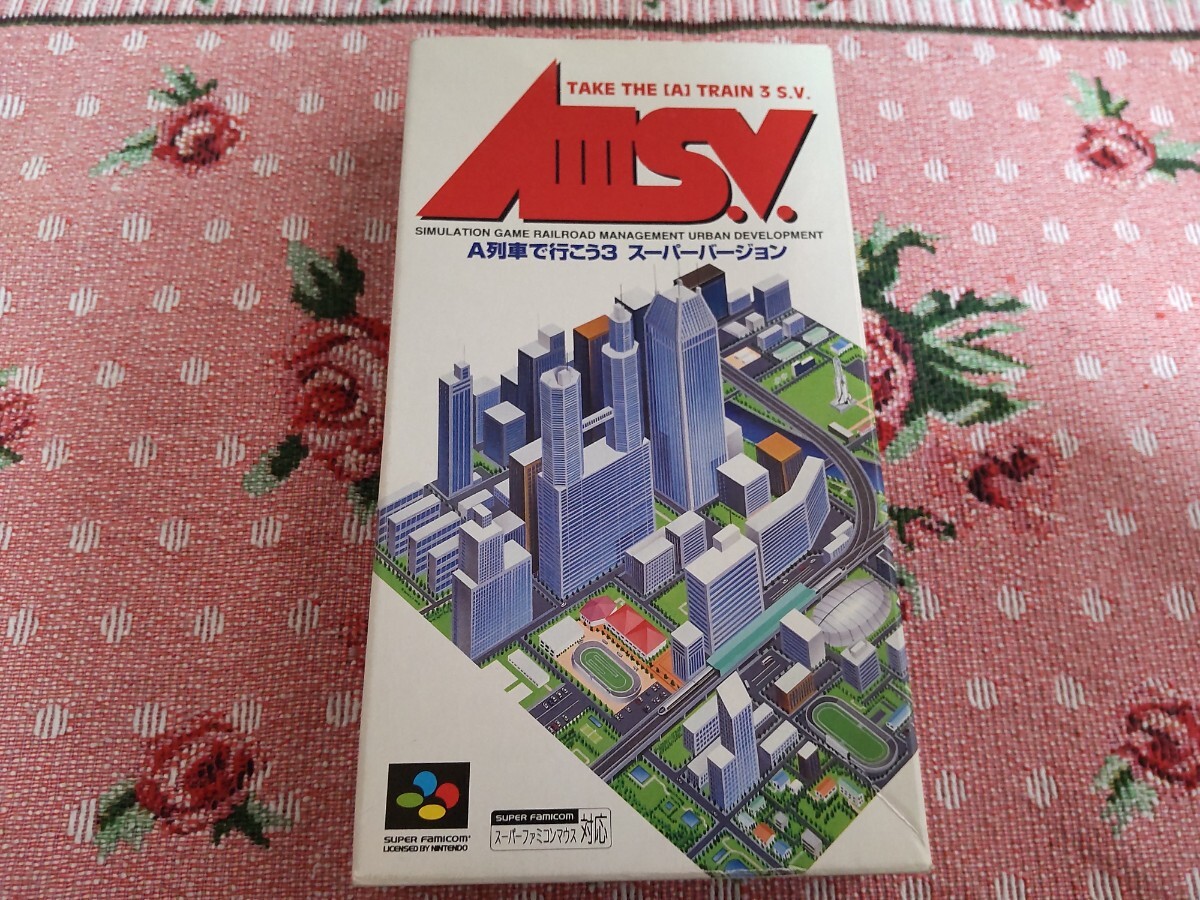 TAKE THE [A] TRAIN 3 S.V.
AIIIS.V.
SIMULATION GAME RAILROAD MANAGEMENT URBAN DEVELOPMENT
A列車で行こう3 スーパーバージョン
SUPER FAMICOM
LICENSED BY NINTENDO
SUPER FAMICOM
スーパーファミコンマウス 対応